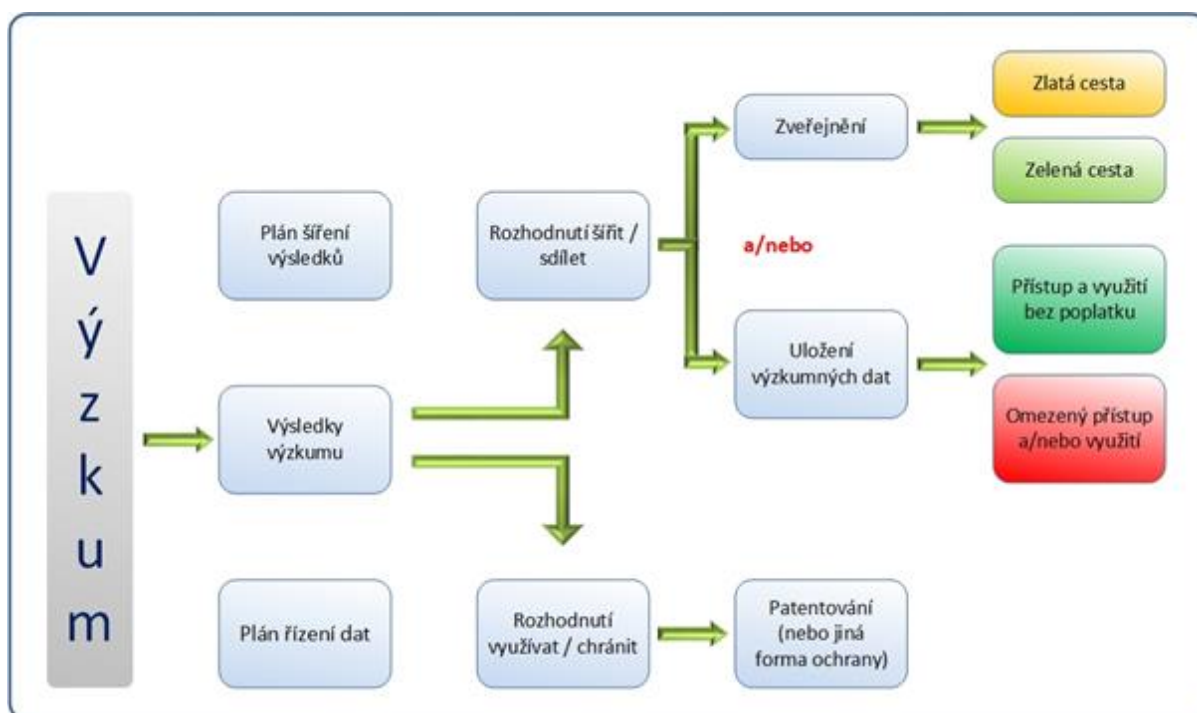 Výzkum
Plán šíření
výsledků
Výsledky
výzkumu
Plán řízení dat
Rozhodnutí šířit /
sdílet
Rozhodnutí
využívat / chránit
Zveřejnění
a/nebo
Uložení
výzkumných dat
Patentování
(nebo jiná
forma ochrany)
Zlatá cesta
Zelená cesta
Přístup a využití
bez poplatku
Omezený přístup
a/nebo využití